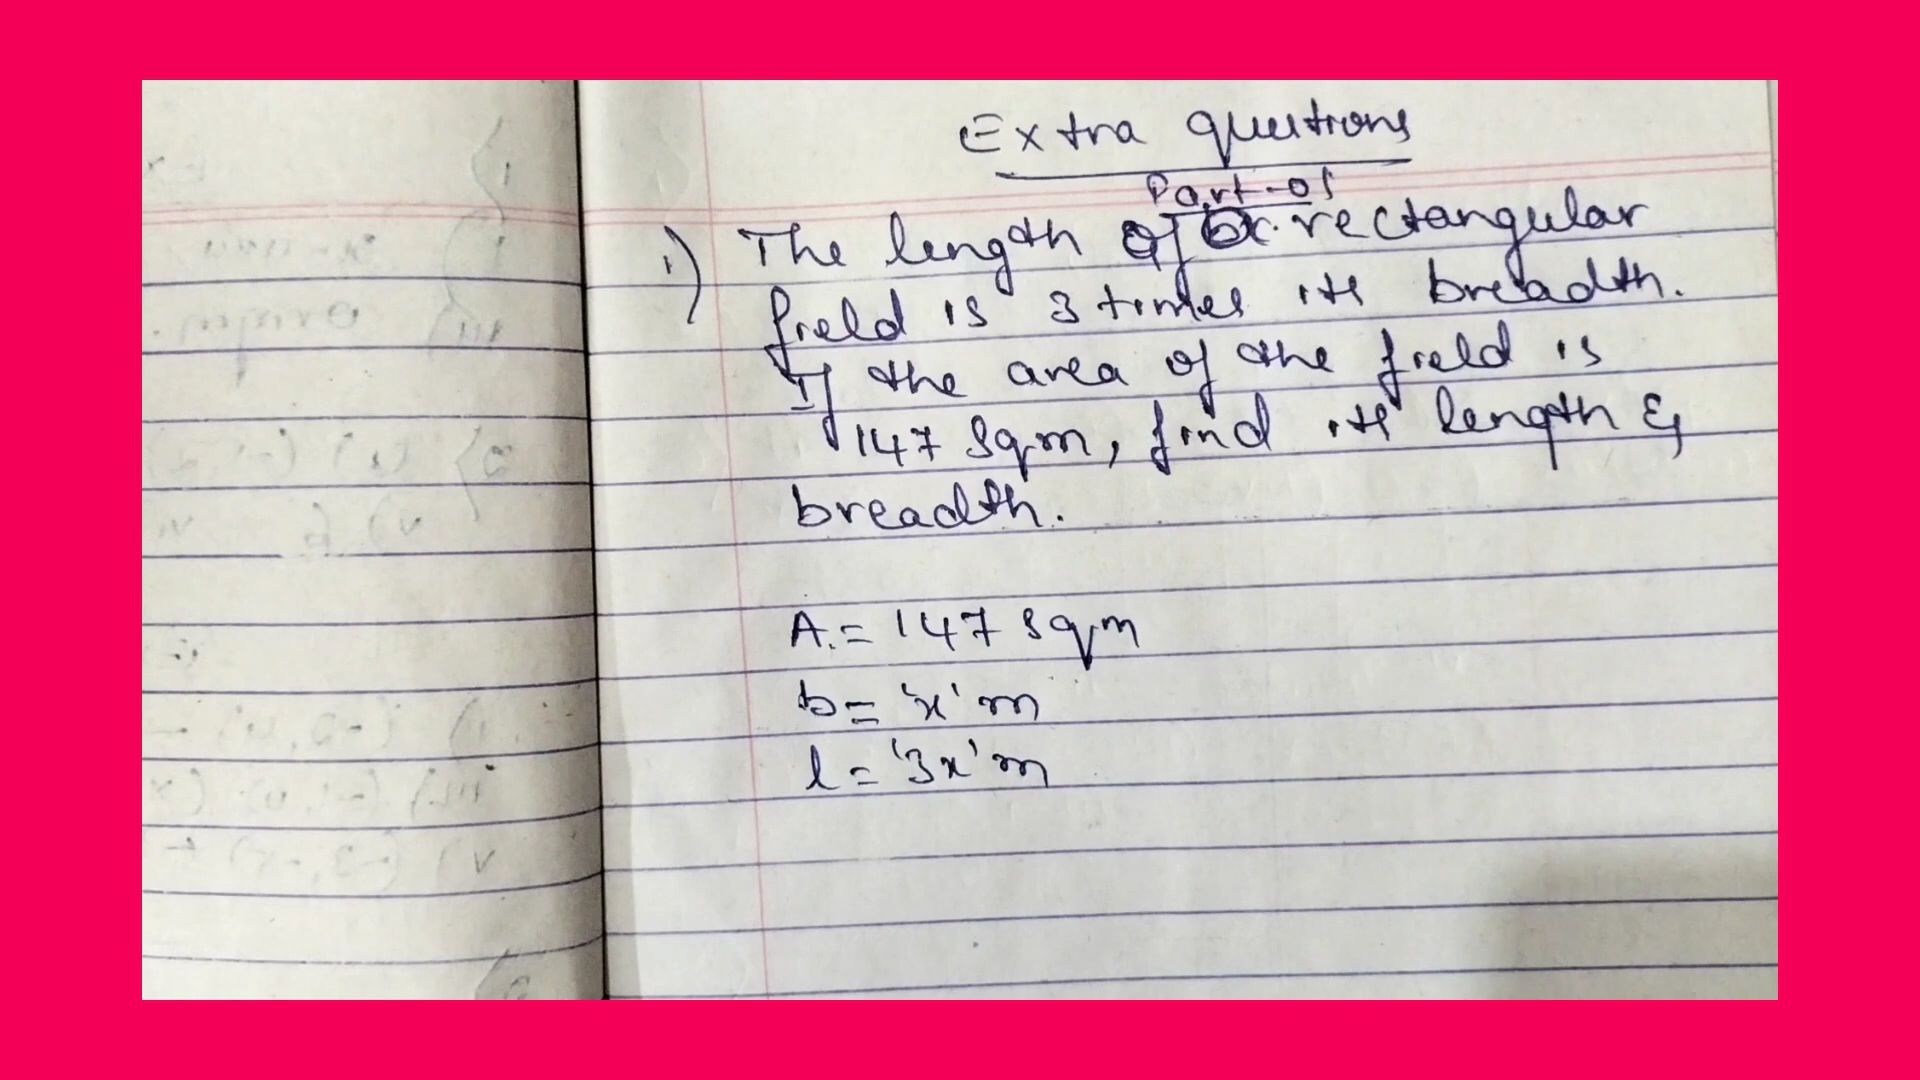 Extra questions
Part-01
1) The length of a rectangular
field is 3 times its breadth.
If the area of the field is
147 sqm, find its length &
breadth.
A = 147 sqm
b = 'x' m
l = '3x' m